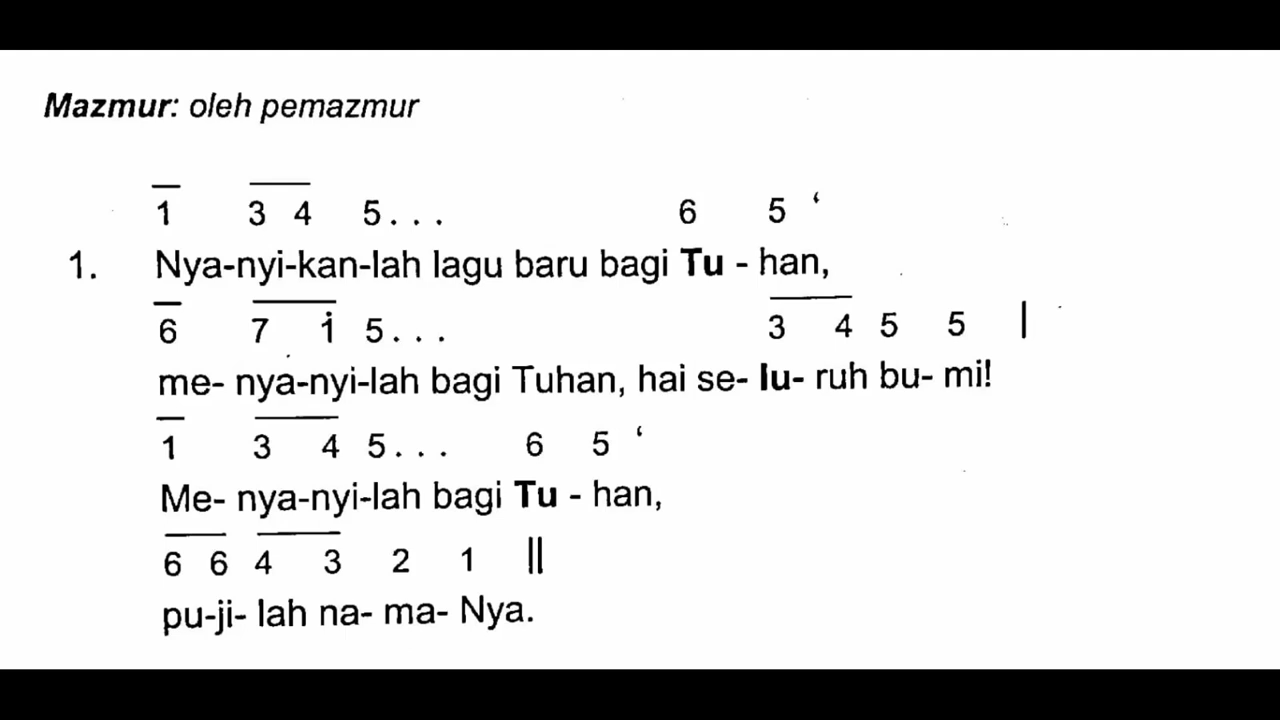 Mazmur: oleh pemazmur
1 3 4 5... 6 5 ‘
1. Nya-nyi-kan-lah lagu baru bagi Tu - han,
6 7 i 5... 3 4 5 5 |
me- nya-nyi-lah bagi Tuhan, hai se- lu- ruh bu- mi!
1 3 4 5... 6 5 ‘
Me- nya-nyi-lah bagi Tu - han,
6 6 4 3 2 1 ||
pu-ji- lah na- ma- Nya.